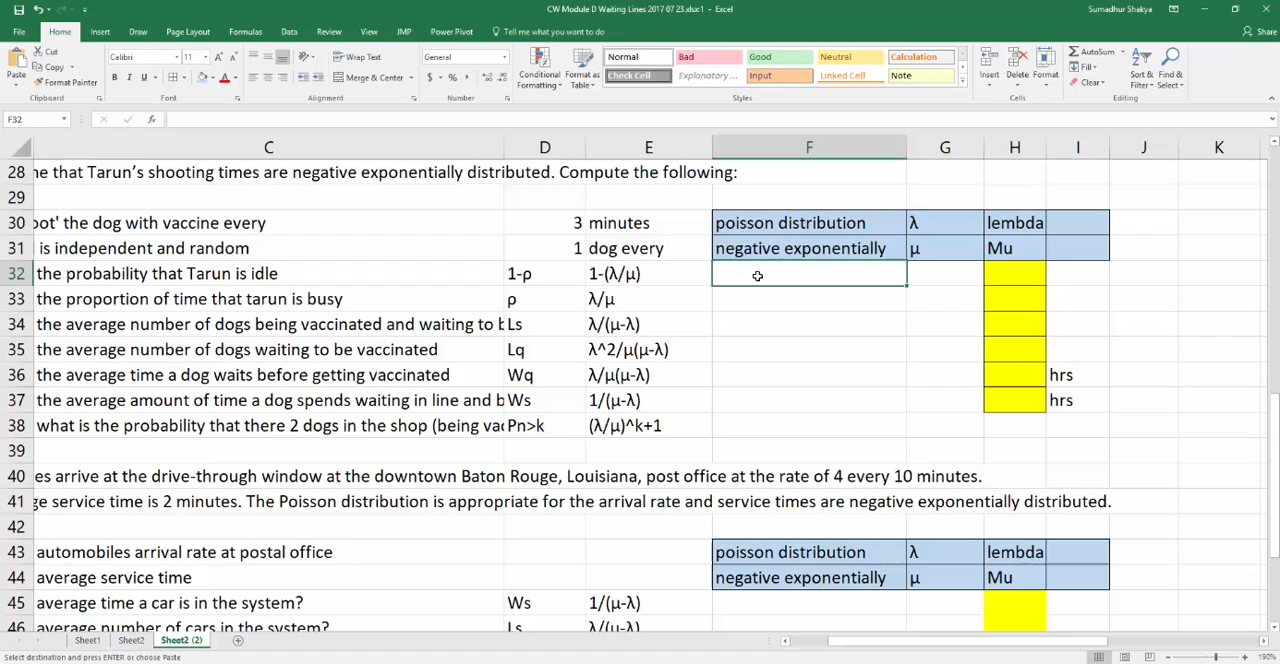 CW Module D Waiting Lines 2017 07 23.xlsx:1 - Excel
Sumadhur Shakya
File Home Insert Draw Page Layout Formulas Data Review View JMP Power Pivot Tell me what you want to do Share
Cut
Copy
Format Painter
Paste
Calibri 11
B I U
Wrap Text
Merge & Center
General
$ % ,
Conditional Formatting
Format as Table
Normal Bad Good Neutral Calculation
Check Cell Explanatory ... Input Linked Cell Note
Insert Delete Format
AutoSum
Fill
Clear
Sort & Filter
Find & Select
Clipboard Font Alignment Number Styles Cells Editing
F32 fx
C D E F G H I J K
28 ne that Tarun's shooting times are negative exponentially distributed. Compute the following:
29
30 oot' the dog with vaccine every 3 minutes poisson distribution λ lembda
31 is independent and random 1 dog every negative exponentially μ Mu
32 the probability that Tarun is idle 1-ρ 1-(λ/μ)
33 the proportion of time that tarun is busy ρ λ/μ
34 the average number of dogs being vaccinated and waiting to b Ls λ/(μ-λ)
35 the average number of dogs waiting to be vaccinated Lq λ^2/μ(μ-λ)
36 the average time a dog waits before getting vaccinated Wq λ/μ(μ-λ) hrs
37 the average amount of time a dog spends waiting in line and b Ws 1/(μ-λ) hrs
38 what is the probability that there 2 dogs in the shop (being vac Pn>k (λ/μ)^k+1
39
40 es arrive at the drive-through window at the downtown Baton Rouge, Louisiana, post office at the rate of 4 every 10 minutes.
41 ge service time is 2 minutes. The Poisson distribution is appropriate for the arrival rate and service times are negative exponentially distributed.
42
43 automobiles arrival rate at postal office poisson distribution λ lembda
44 average service time negative exponentially μ Mu
45 average time a car is in the system? Ws 1/(μ-λ)
46 average number of cars in the system? Ls λ/(μ-λ)
Sheet1 Sheet2 Sheet2 (2)
Select destination and press ENTER or choose Paste
190%